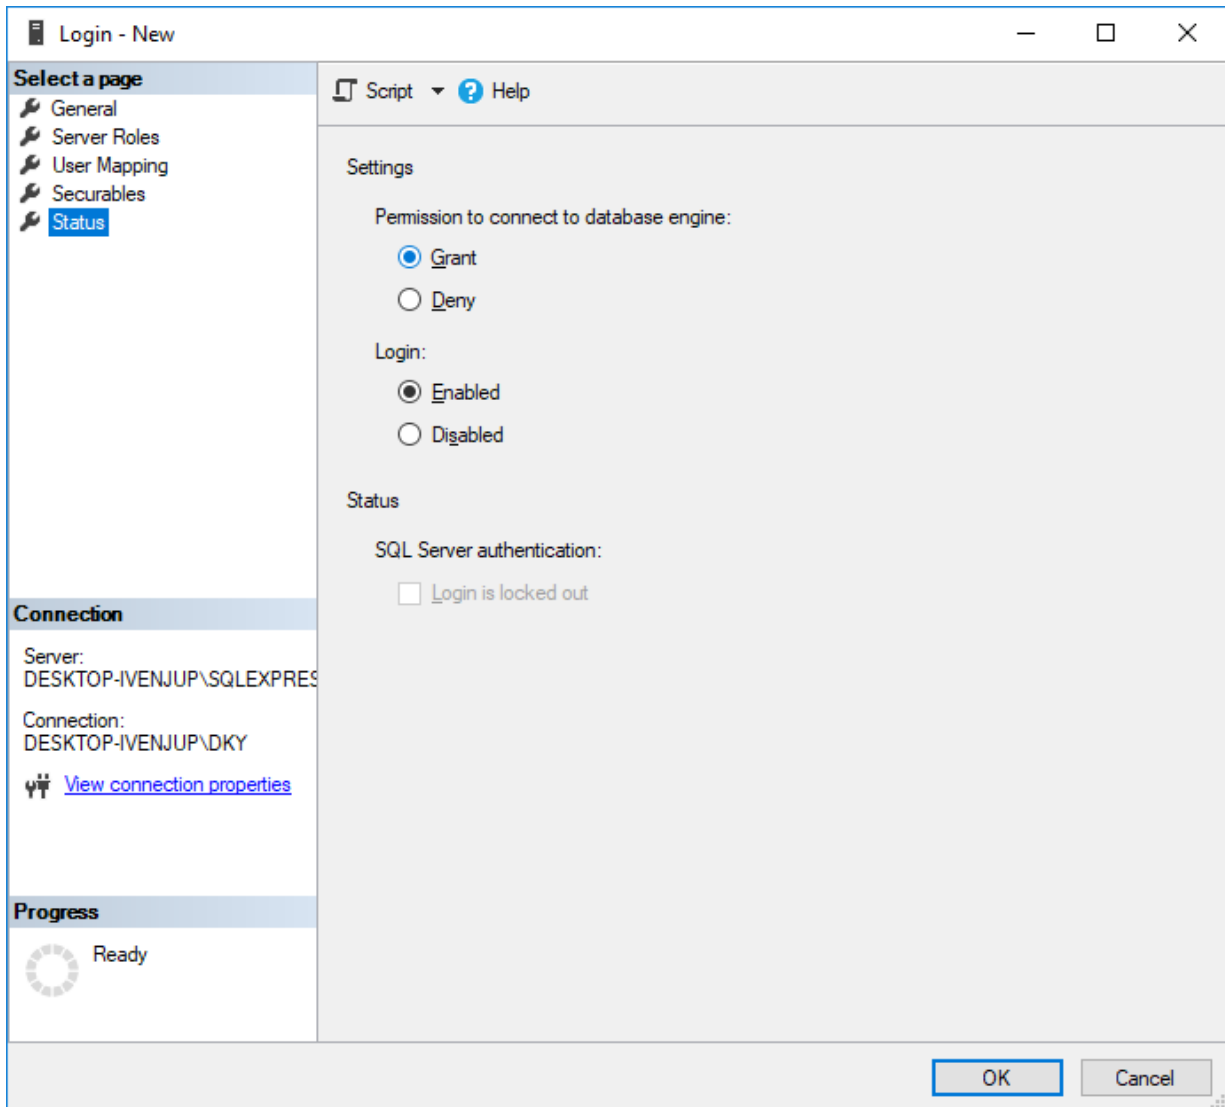 Login - New
Select a page
General
Server Roles
User Mapping
Securables
Status
Script
Help
Settings
Permission to connect to database engine:
Grant
Deny
Login:
Enabled
Disabled
Status
SQL Server authentication:
Login is locked out
Connection
Server:
DESKTOP-IVENJUP\SQLEXPRES
Connection:
DESKTOP-IVENJUP\DKY
View connection properties
Progress
Ready
OK
Cancel